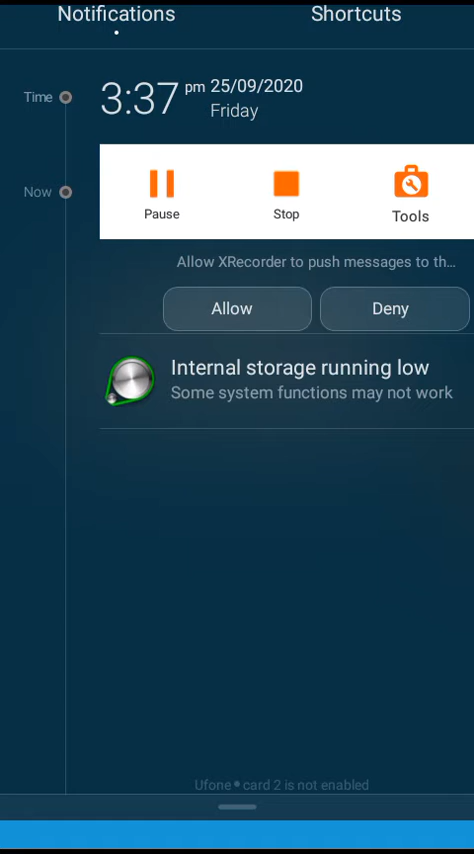 Notifications Shortcuts
Time 3:37 pm 25/09/2020
Friday
Now
Pause Stop Tools
Allow XRecorder to push messages to th...
Allow Deny
Internal storage running low
Some system functions may not work
Ufone card 2 is not enabled